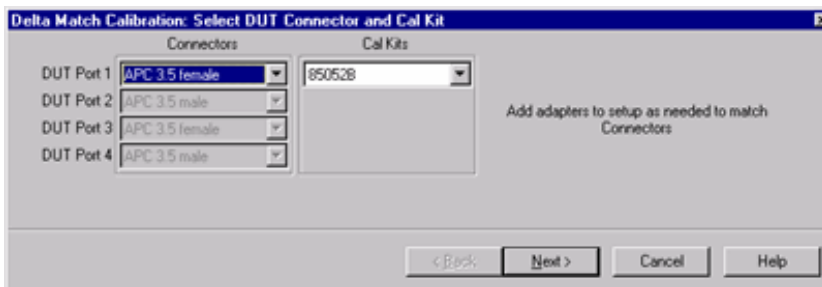 Delta Match Calibration: Select DUT Connector and Cal Kit
Connectors Cal Kits
DUT Port 1 APC 3.5 female 85052B
DUT Port 2 APC 3.5 male
DUT Port 3 APC 3.5 female
DUT Port 4 APC 3.5 male
Add adapters to setup as needed to match
Connectors
< Back Next > Cancel Help